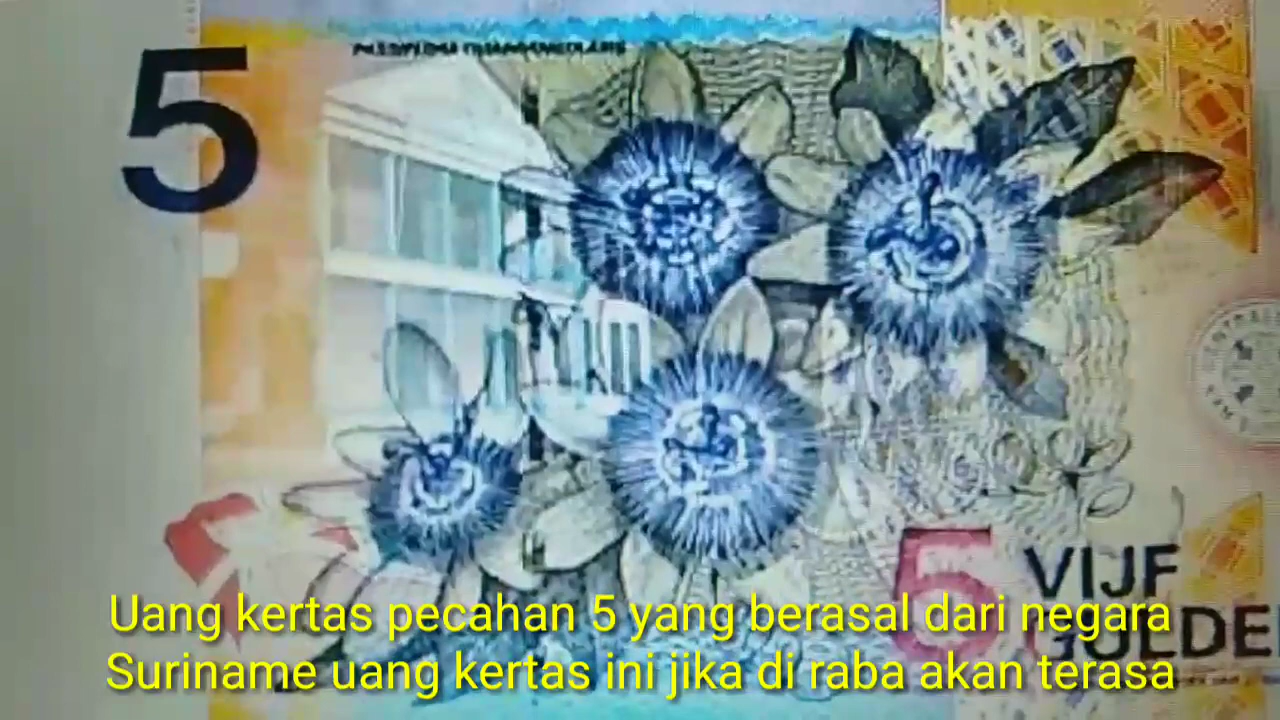 5
5
VIJF
Uang kertas pecahan 5 yang berasal dari negara
Suriname uang kertas ini jika di raba akan terasa